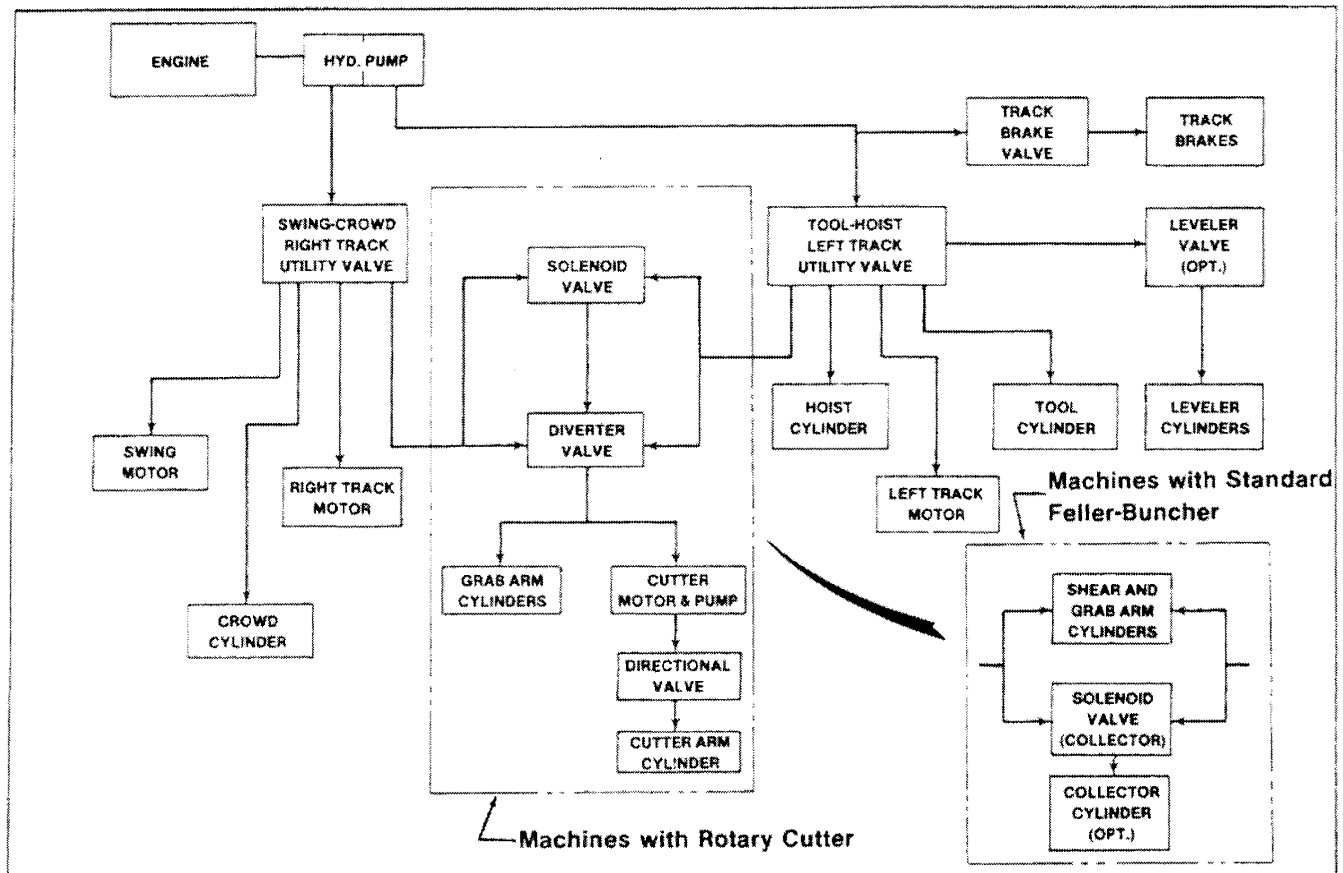 ENGINE
HYD. PUMP
TRACK
BRAKE
VALVE
TRACK
BRAKES
SWING-CROWD
RIGHT TRACK
UTILITY VALVE
TOOL-HOIST
LEFT TRACK
UTILITY VALVE
LEVELER
VALVE
(OPT.)
SOLENOID
VALVE
DIVERTER
VALVE
HOIST
CYLINDER
TOOL
CYLINDER
LEVELER
CYLINDERS
SWING
MOTOR
RIGHT TRACK
MOTOR
LEFT TRACK
MOTOR
Machines with Standard
Feller-Buncher
GRAB ARM
CYLINDERS
CUTTER
MOTOR & PUMP
CROWD
CYLINDER
DIRECTIONAL
VALVE
CUTTER ARM
CYLINDER
SHEAR AND
GRAB ARM
CYLINDERS
SOLENOID
VALVE
(COLLECTOR)
COLLECTOR
CYLINDER
(OPT.)
Machines with Rotary Cutter